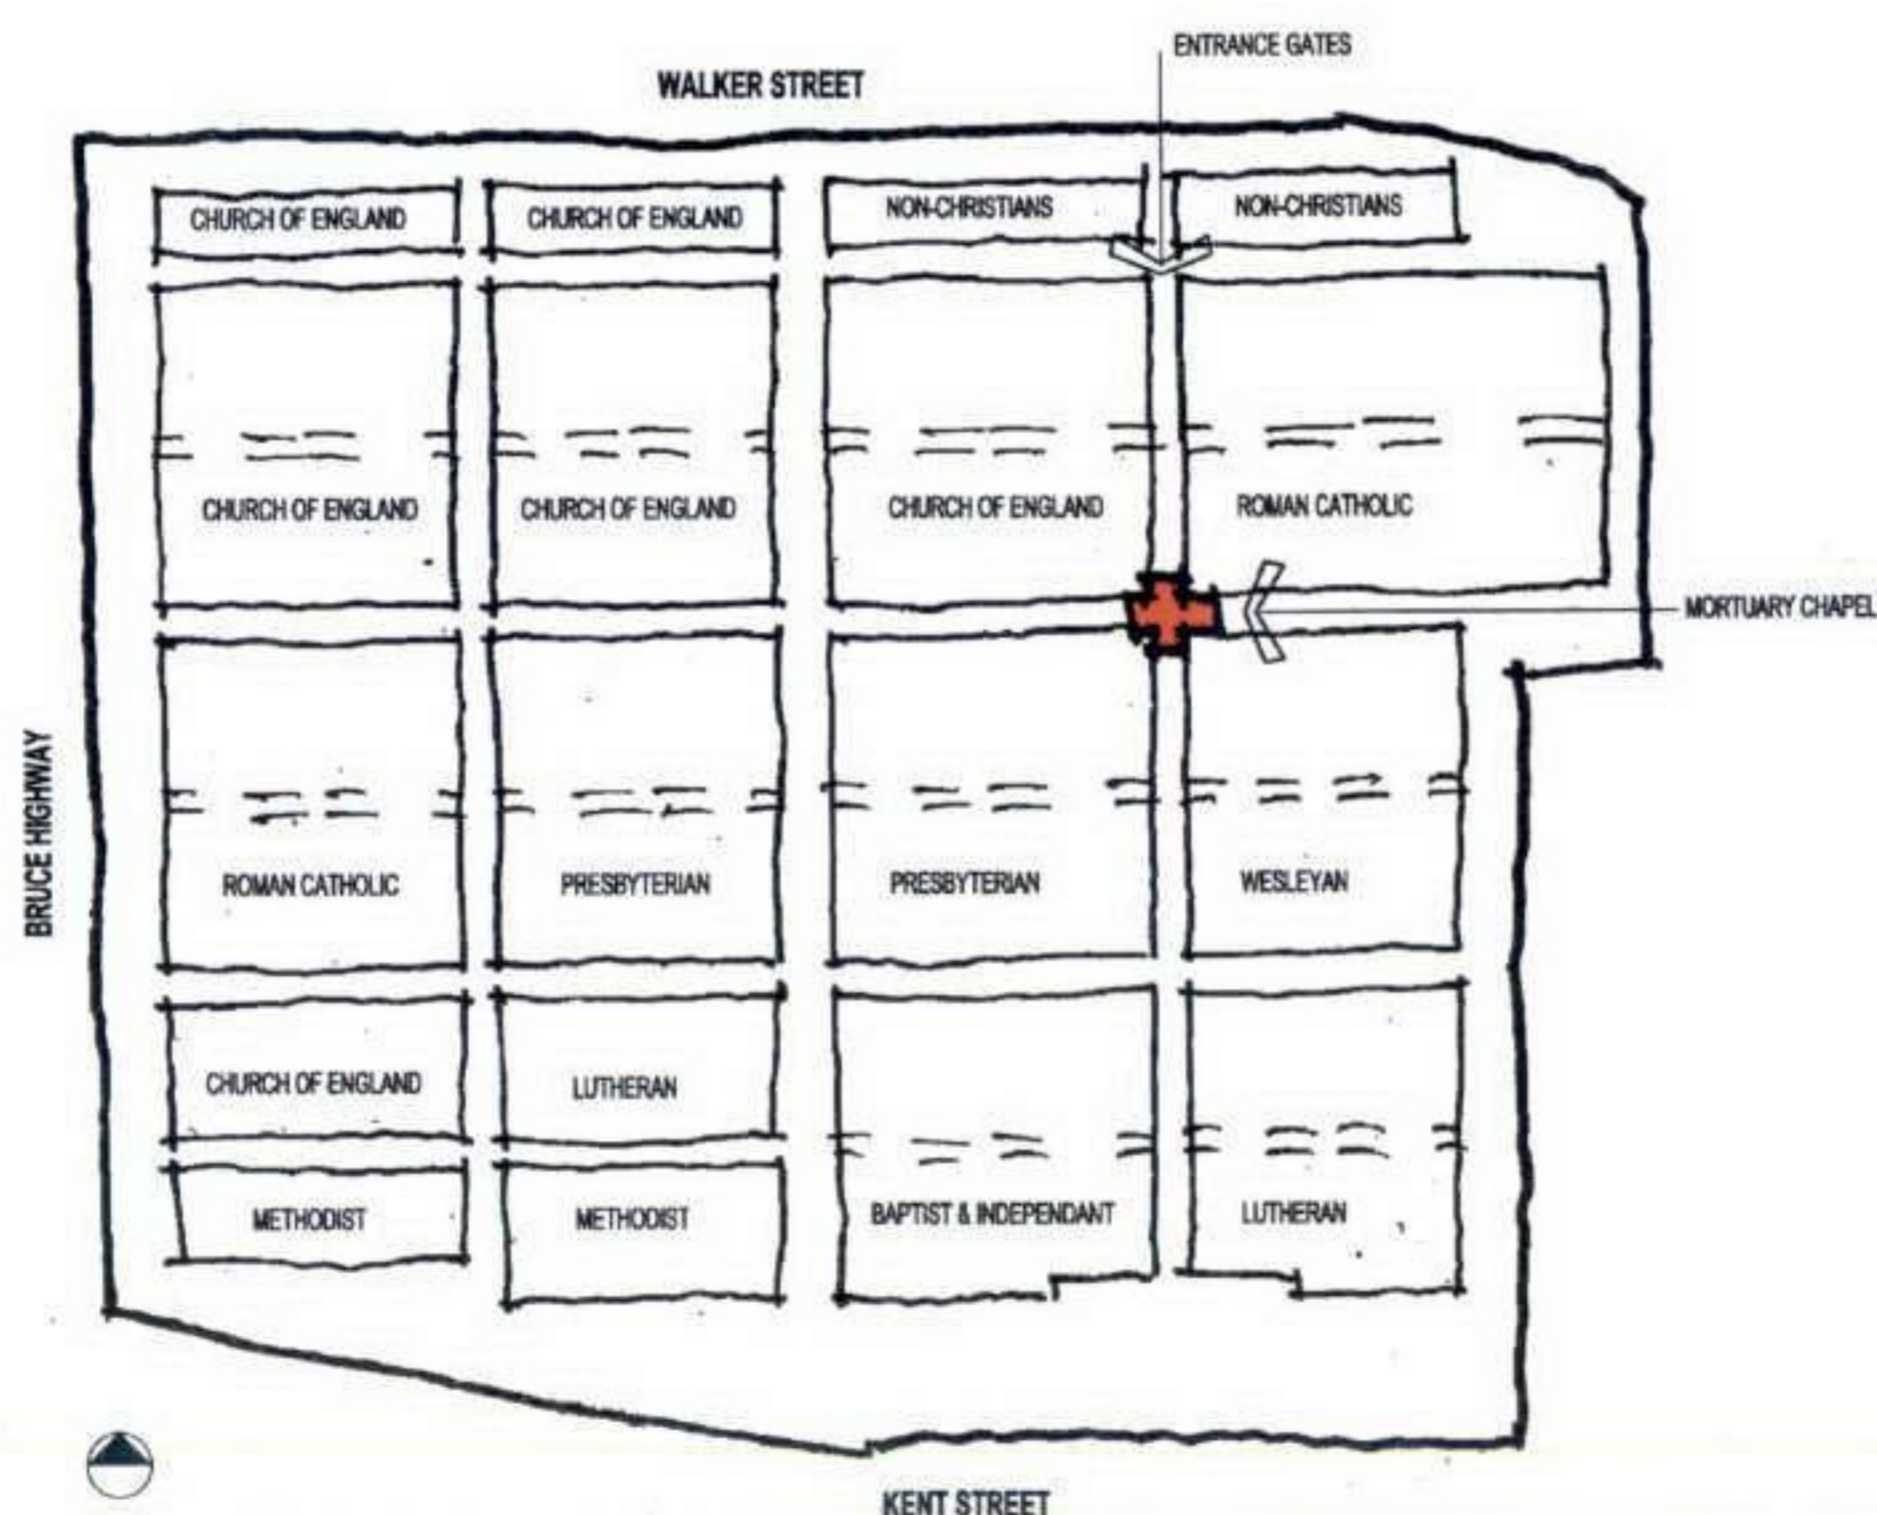 ENTRANCE GATES
WALKER STREET
CHURCH OF ENGLAND
CHURCH OF ENGLAND
NON-CHRISTIANS
NON-CHRISTIANS
CHURCH OF ENGLAND
CHURCH OF ENGLAND
CHURCH OF ENGLAND
ROMAN CATHOLIC
MORTUARY CHAPEL
BRUCE HIGHWAY
ROMAN CATHOLIC
PRESBYTERIAN
PRESBYTERIAN
WESLEYAN
CHURCH OF ENGLAND
LUTHERAN
METHODIST
METHODIST
BAPTIST & INDEPENDANT
LUTHERAN
KENT STREET